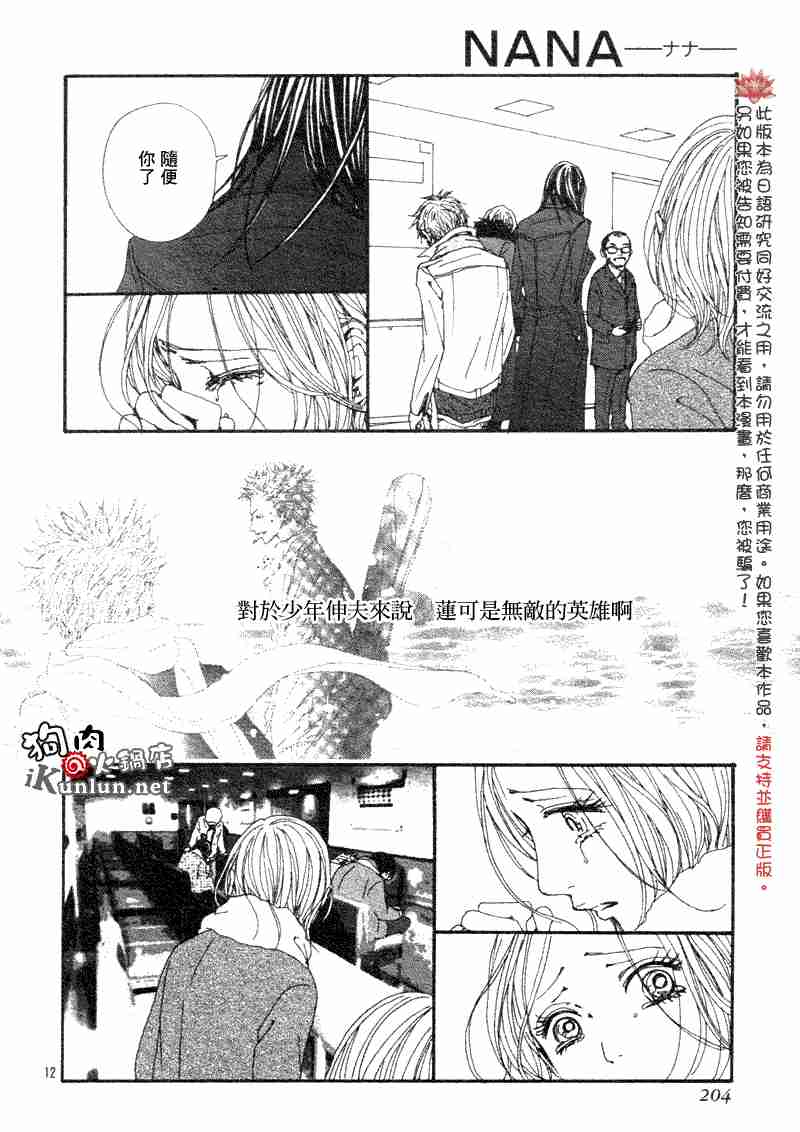 NANA——ナナ——
隨便
你了
對於少年伸夫來說　蓮可是無敵的英雄啊
此版本為日語研究同好交流之用，請勿用於任何商業用途。如果您喜歡本作品，請支持並購買正版。
如果您被告知需要付費，才能看到本漫畫，那麼，您被騙了！
狗肉火鍋店
iKunlun.net
12
204